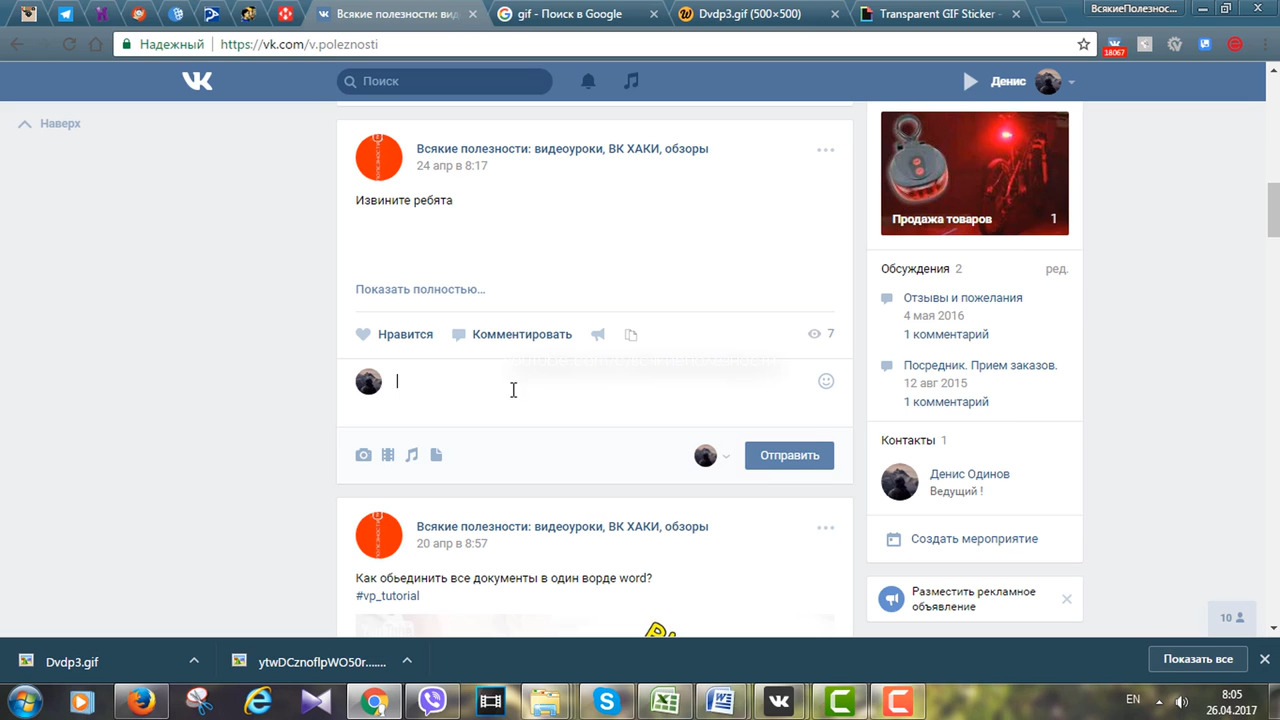 Всякие полезности: ви
gif - Поиск в Google
Dvdp3.gif (500×500)
Transparent GIF Sticker -
ВсякиеПолезнос...
Надежный
https://vk.com/v.poleznosti
18067
Поиск
Денис
Наверх
Всякие полезности: видеоуроки, ВК ХАКИ, обзоры
24 апр в 8:17
Извините ребята
Показать полностью...
Нравится
Комментировать
7
Отправить
Всякие полезности: видеоуроки, ВК ХАКИ, обзоры
20 апр в 8:57
Как обьединить все документы в один ворде word?
#vp_tutorial
Продажа товаров 1
Обсуждения 2
ред.
Отзывы и пожелания
4 мая 2016
1 комментарий
Посредник. Прием заказов.
12 авг 2015
1 комментарий
Контакты 1
Денис Одинов
Ведущий !
Создать мероприятие
Разместить рекламное
объявление
10
Dvdp3.gif
ytwDCznoflpWO50r.......
Показать все
EN
8:05
26.04.2017